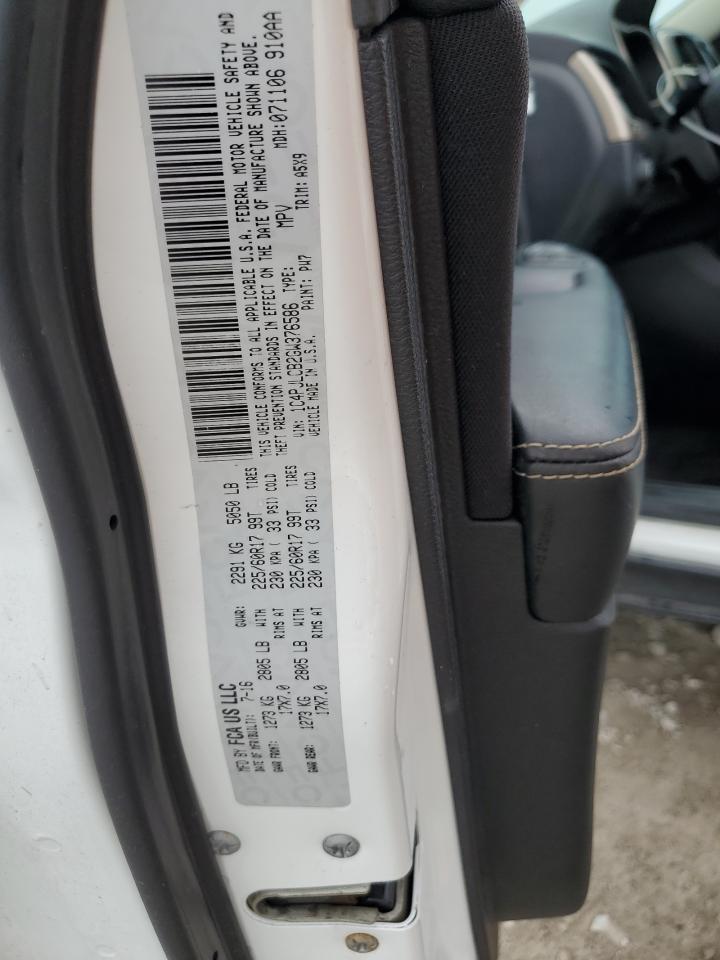 MFD BY FCA US LLC
DATE OF MFR(BUILT): 7-16 GVWR: 2291 KG 5050 LB
GAWR FRONT: 1273 KG 2805 LB WITH 225/60R17 99T TIRES
17X7.0 RIMS AT 230 KPA ( 33 PSI) COLD
GAWR REAR: 1273 KG 2805 LB WITH 225/60R17 99T TIRES
17X7.0 RIMS AT 230 KPA ( 33 PSI) COLD
THIS VEHICLE CONFORMS TO ALL APPLICABLE U.S.A. FEDERAL MOTOR VEHICLE SAFETY AND
THEFT PREVENTION STANDARDS IN EFFECT ON THE DATE OF MANUFACTURE SHOWN ABOVE.
VIN: 1C4PJLCB2GW376586 TYPE: MPV MDH:071106 910AA
VEHICLE MADE IN U.S.A. PAINT: PW7 TRIM: A5X9